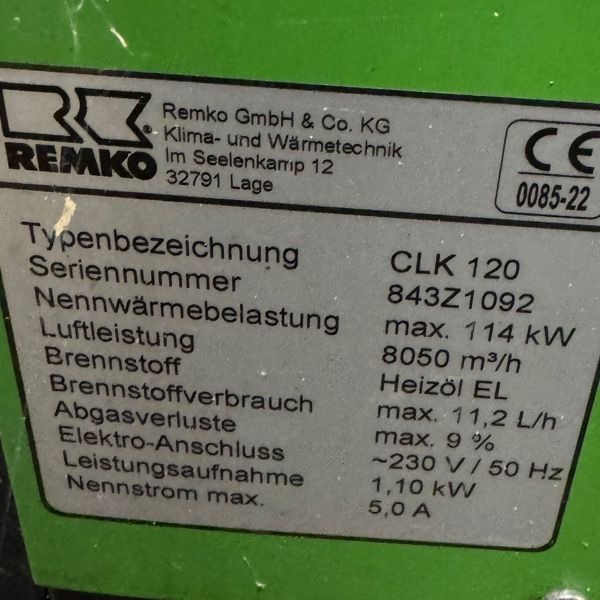 REMKO
Remko GmbH & Co. KG
Klima- und Wärmetechnik
Im Seelenkamp 12
32791 Lage
CE
0085-22
Typenbezeichnung CLK 120
Seriennummer 843Z1092
Nennwärmebelastung max. 114 kW
Luftleistung 8050 m³/h
Brennstoff Heizöl EL
Brennstoffverbrauch max. 11,2 L/h
Abgasverluste max. 9 %
Elektro-Anschluss ~230 V / 50 Hz
Leistungsaufnahme 1,10 kW
Nennstrom max. 5,0 A